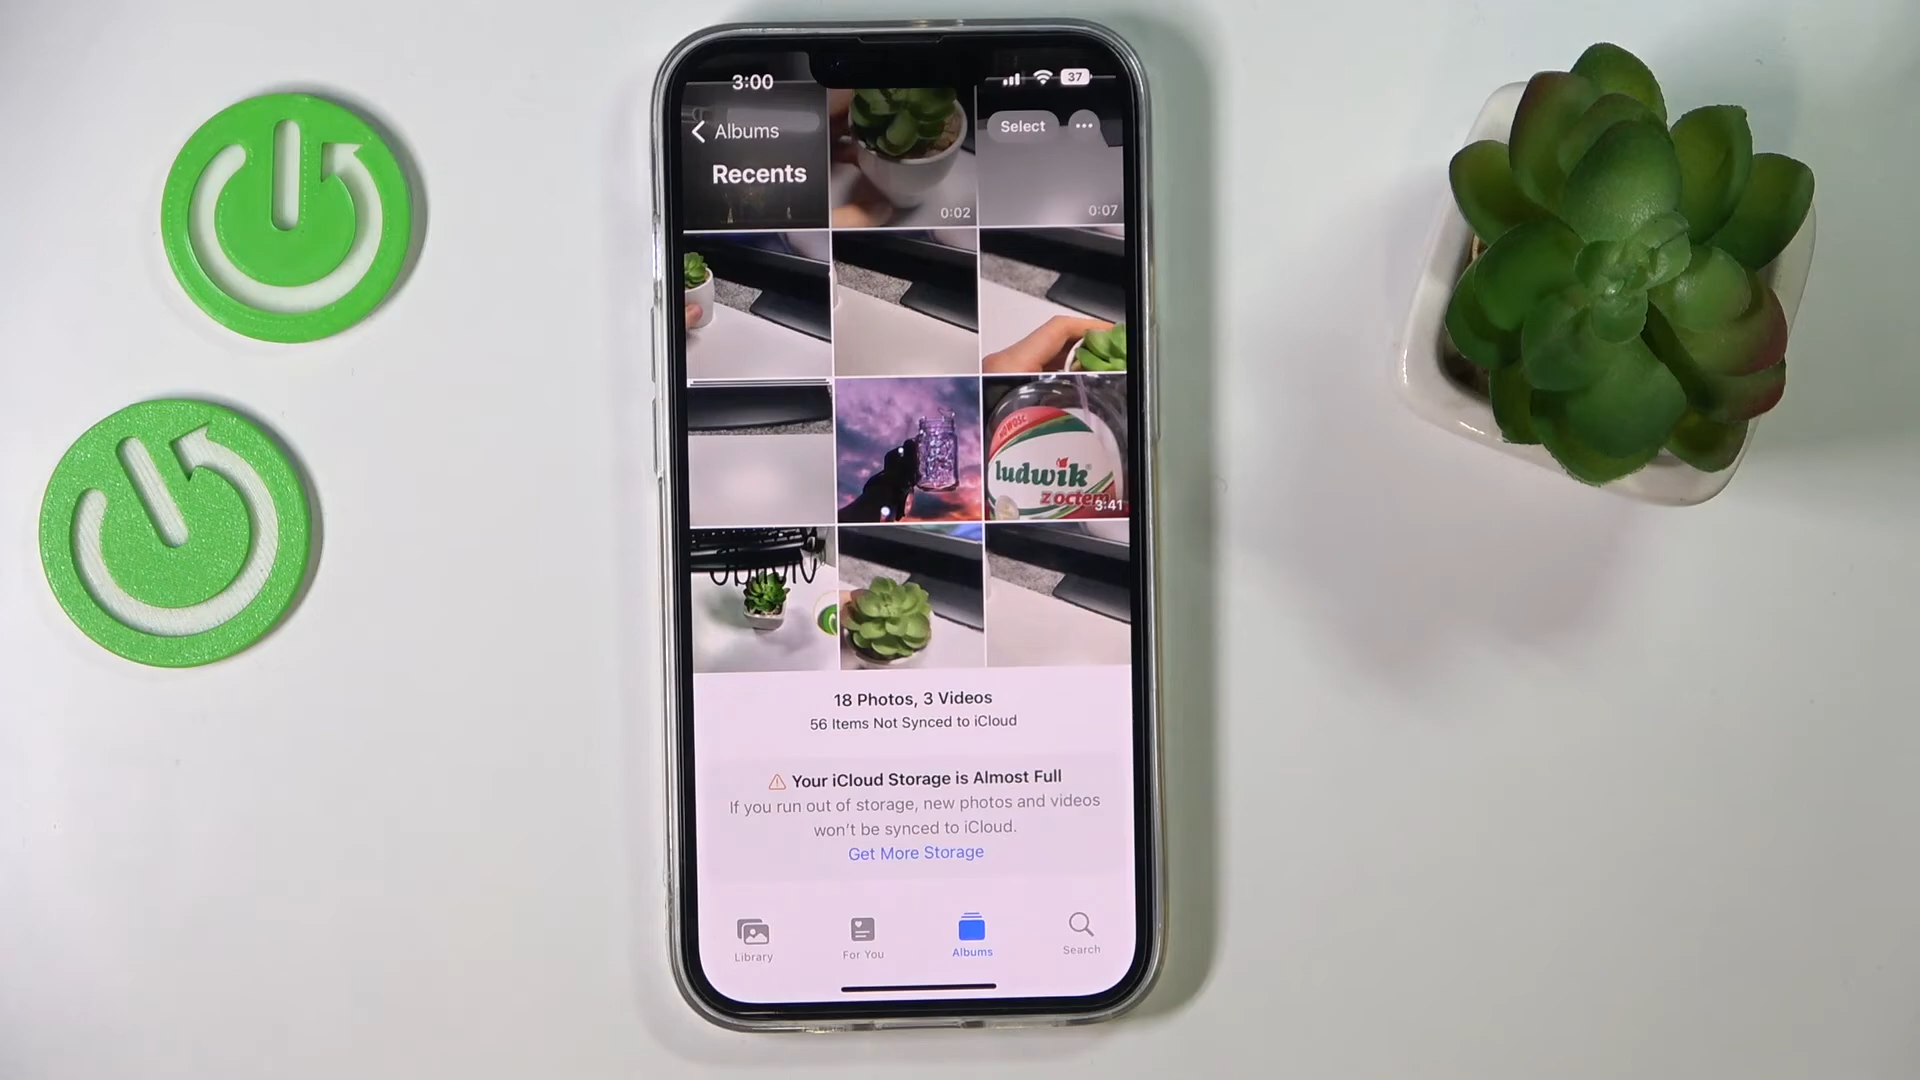 3:00
37
Albums
Select
Recents
0:02
0:07
NOWOŚĆ
ludwik
z octem
3:41
18 Photos, 3 Videos
56 Items Not Synced to iCloud
Your iCloud Storage is Almost Full
If you run out of storage, new photos and videos
won't be synced to iCloud.
Get More Storage
Library
For You
Albums
Search